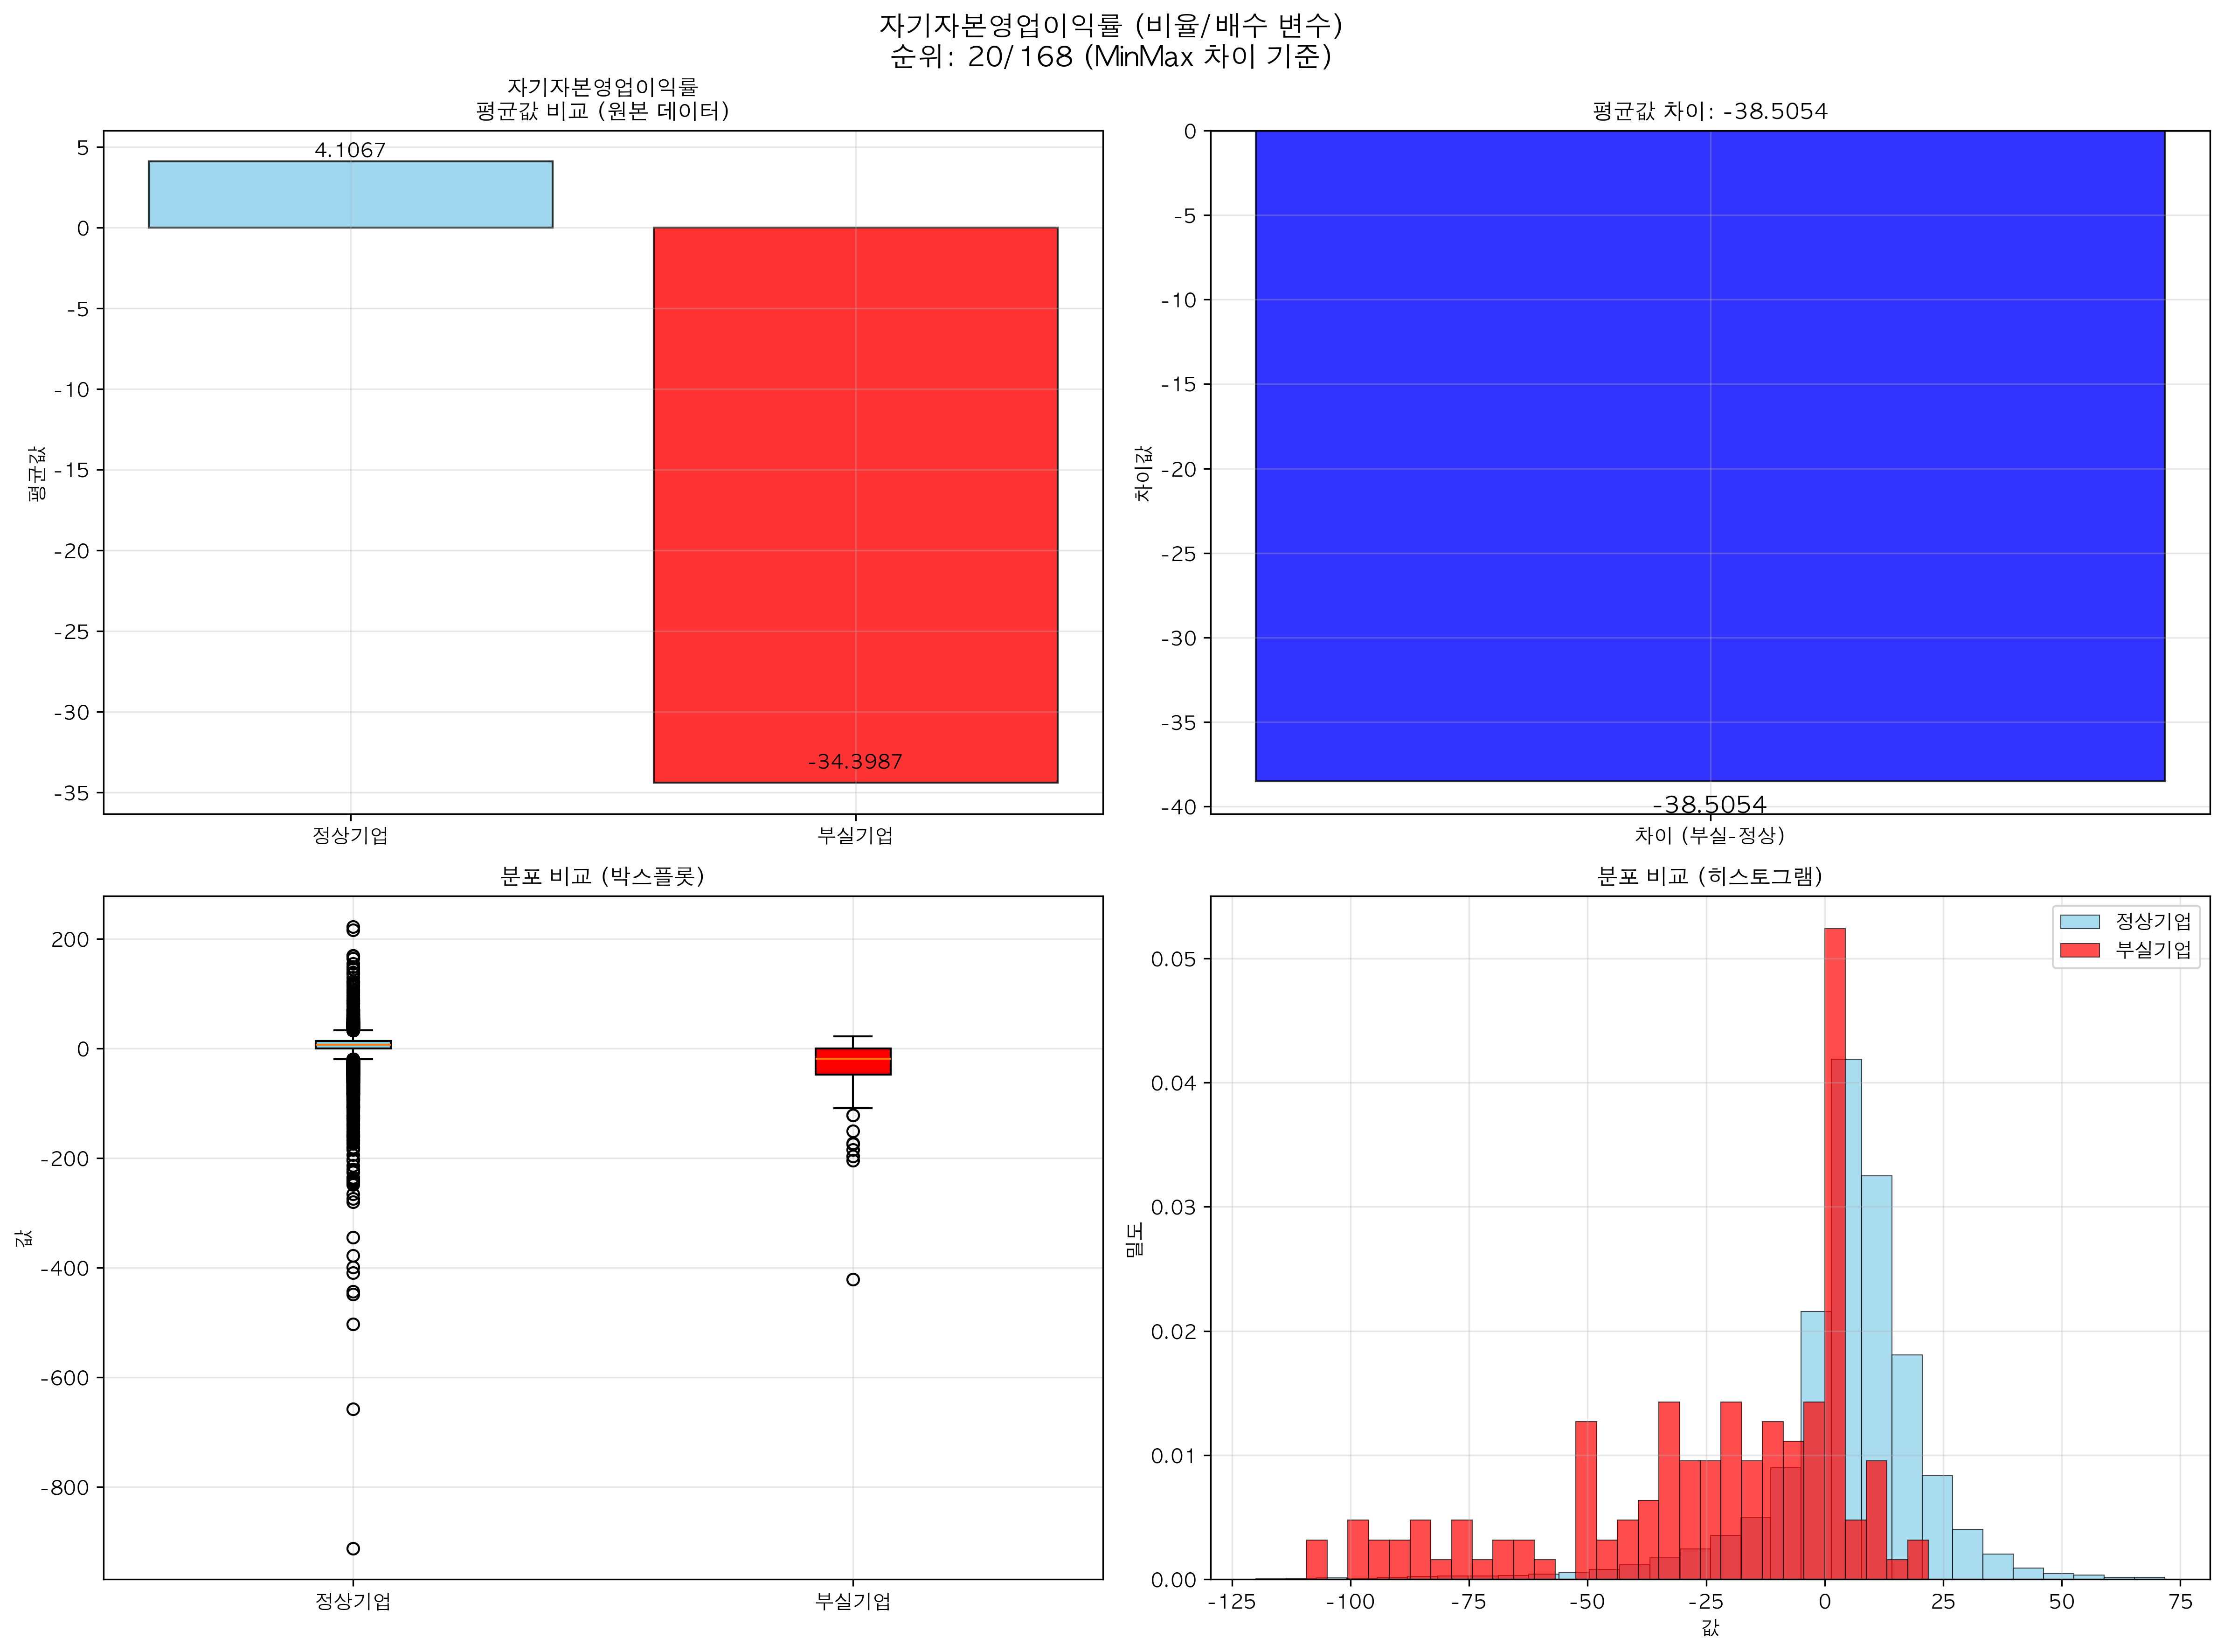 자기자본영업이익률 (비율/배수 변수)
순위: 20/168 (MinMax 차이 기준)
자기자본영업이익률
평균값 비교 (원본 데이터)
5
0
-5
-10
-15
-20
-25
-30
-35
평균값
4.1067
-34.3987
정상기업
부실기업
평균값 차이: -38.5054
0
-5
-10
-15
-20
-25
-30
-35
-40
차이값
-38.5054
차이 (부실-정상)
분포 비교 (박스플롯)
200
0
-200
-400
-600
-800
값
정상기업
부실기업
분포 비교 (히스토그램)
정상기업
부실기업
0.05
0.04
0.03
0.02
0.01
0.00
밀도
-125
-100
-75
-50
-25
0
25
50
75
값